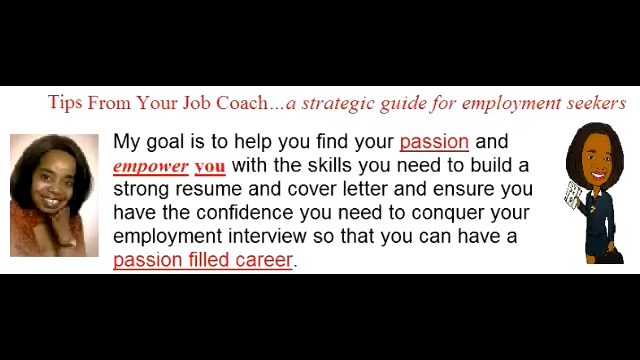 Tips From Your Job Coach...a strategic guide for employment seekers
My goal is to help you find your passion and
empower you with the skills you need to build a
strong resume and cover letter and ensure you
have the confidence you need to conquer your
employment interview so that you can have a
passion filled career.